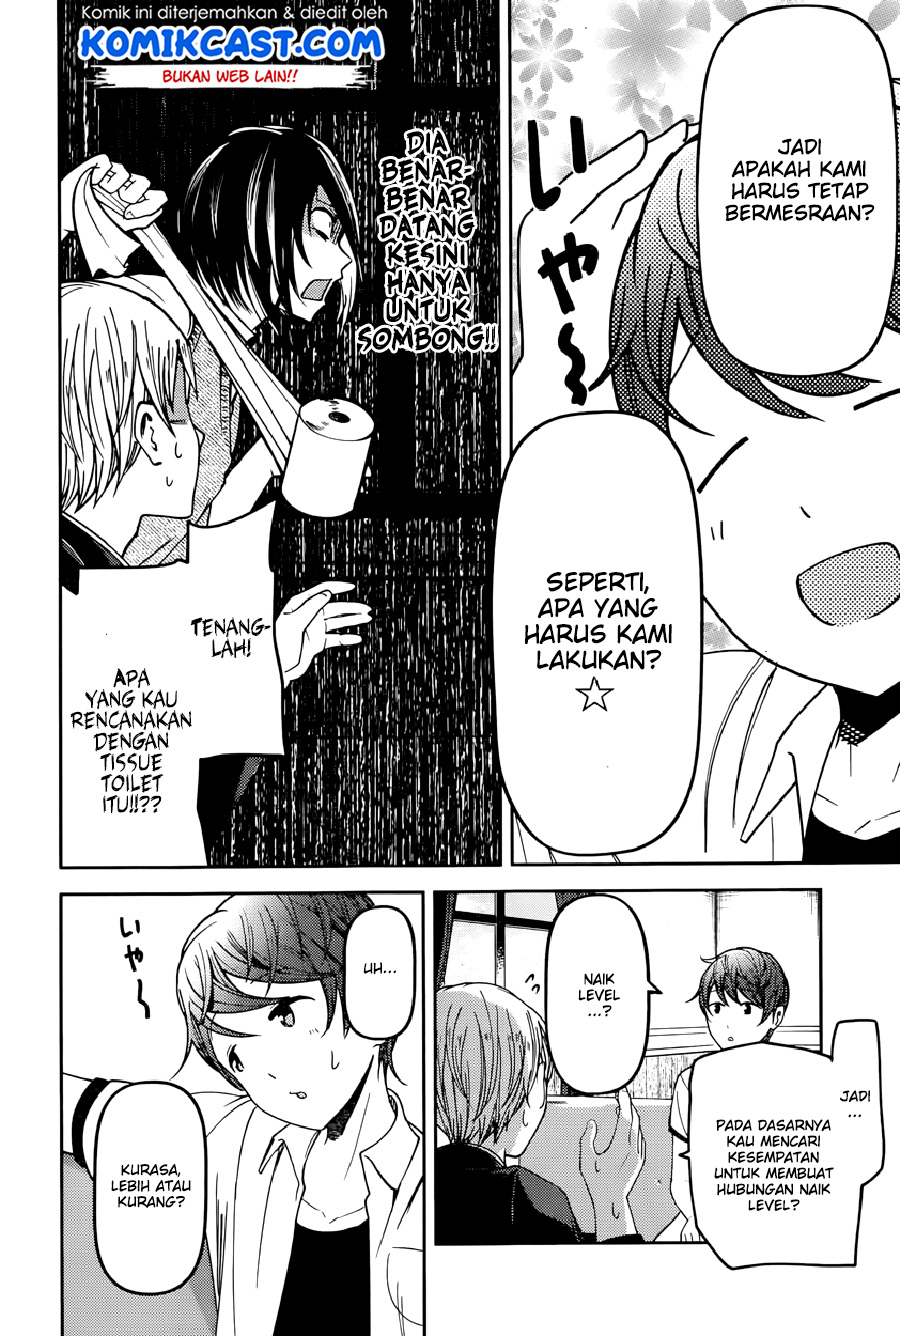 Komik ini diterjemahkan & diedit oleh
KOMIKCAST.COM
BUKAN WEB LAIN!!
JADI
APAKAH KAMI
HARUS TETAP
BERMESRAAN?
いや〜
SEPERTI,
APA YANG
HARUS KAMI
LAKUKAN?
☆
DIA
BENAR-
BENAR
DATANG
KESINI
HANYA
UNTUK
SOMBONG!!
TENANG-
LAH!
APA
YANG KAU
RENCANAKAN
DENGAN
TISSUE
TOILET
ITU!!??
JADI
...
PADA DASARNYA
KAU MENCARI
KESEMPATAN
UNTUK MEMBUAT
HUBUNGAN NAIK
LEVEL?
NAIK
LEVEL
...?
UH...
いや〜
KURASA,
LEBIH ATAU
KURANG?